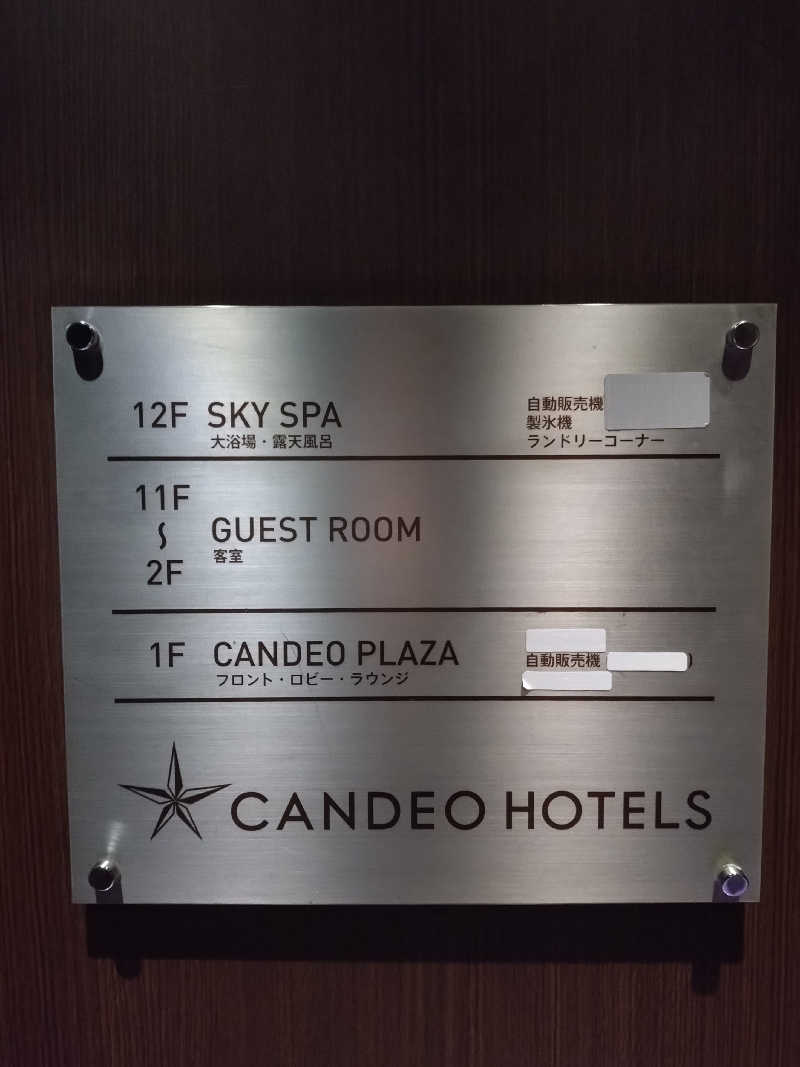 12F SKY SPA
大浴場・露天風呂
自動販売機
製氷機
ランドリーコーナー
11F
〜
2F
GUEST ROOM
客室
1F CANDEO PLAZA
フロント・ロビー・ラウンジ
自動販売機 )
CANDEO HOTELS